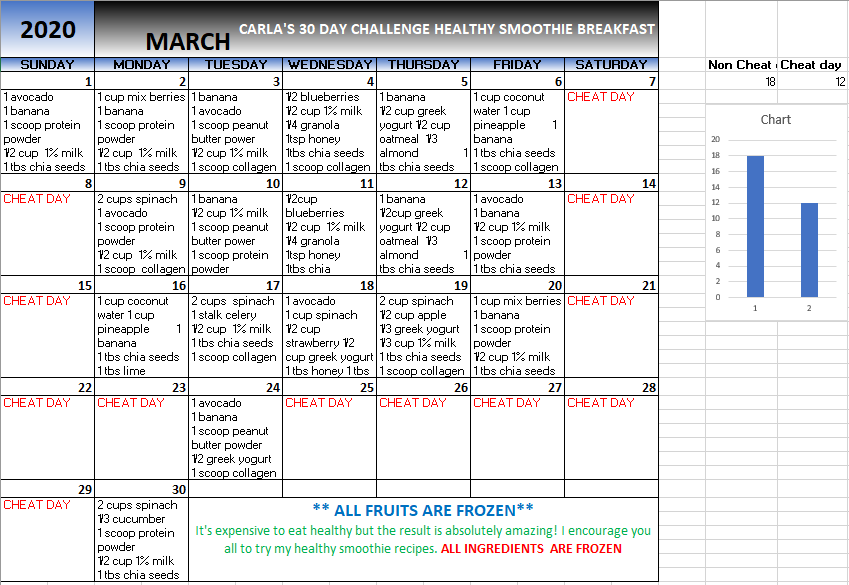 2020
MARCH
CARLA'S 30 DAY CHALLENGE HEALTHY SMOOTHIE BREAKFAST
SUNDAY MONDAY TUESDAY WEDNESDAY THURSDAY FRIDAY SATURDAY
1
1 avocado
1 banana
1 scoop protein
powder
1/2 cup 1% milk
1 tbs chia seeds
2
1 cup mix berries
1 banana
1 scoop protein
powder
1/2 cup 1% milk
1 tbs chia seeds
3
1 banana
1 avocado
1 scoop peanut
butter power
1/2 cup 1% milk
1 scoop collagen
4
1/2 blueberries
1/2 cup 1% milk
1/4 granola
1tsp honey
1tbs chia seeds
1 scoop collagen
5
1 banana
1/2 cup greek
yogurt 1/2 cup
oatmeal 1/3
almond 1
tbs chia seeds
6
1 cup coconut
water 1 cup
pineapple 1
banana
1 tbs chia seeds
1 scoop collagen
7
CHEAT DAY
8
CHEAT DAY
9
2 cups spinach
1 avocado
1 scoop protein
powder
1/2 cup 1% milk
1 scoop collagen
10
1 banana
1/2 cup 1% milk
1 scoop peanut
butter power
1 scoop protein
powder
11
1/2cup
blueberries
1/2 cup 1% milk
1/4 granola
1tsp honey
1tbs chia
12
1 banana
1/2cup greek
yogurt 1/2 cup
oatmeal 1/3
almond 1
tbs chia seeds
13
1 avocado
1 banana
1/2 cup 1% milk
1 scoop protein
powder
1 tbs chia seeds
14
CHEAT DAY
15
CHEAT DAY
16
1 cup coconut
water 1 cup
pineapple 1
banana
1 tbs chia seeds
1 tbs lime
17
2 cups spinach
1 stalk celery
1/2 cup 1% milk
1 tbs chia seeds
1 scoop collagen
18
1 avocado
1 cup spinach
1/2 cup
strawberry 1/2
cup greek yogurt
1 tbs honey 1 tbs
19
2 cup spinach
1/2 cup apple
1/3 greek yogurt
1/3 cup 1% milk
1 tbs chia seeds
1 scoop collagen
20
1 cup mix berries
1 banana
1 scoop protein
powder
1/2 cup 1% milk
1 tbs chia seeds
21
CHEAT DAY
22
CHEAT DAY
23
CHEAT DAY
24
1 avocado
1 banana
1 scoop peanut
butter powder
1/2 greek yogurt
1 scoop collagen
25
CHEAT DAY
26
CHEAT DAY
27
CHEAT DAY
28
CHEAT DAY
29
CHEAT DAY
30
2 cups spinach
1/3 cucumber
1 scoop protein
powder
1/2 cup 1% milk
1 tbs chia seeds
** ALL FRUITS ARE FROZEN**
It's expensive to eat healthy but the result is absolutely amazing! I encourage you
all to try my healthy smoothie recipes. ALL INGREDIENTS ARE FROZEN
Non Cheat Cheat day
18 12
Chart
20
18
16
14
12
10
8
6
4
2
0
1 2